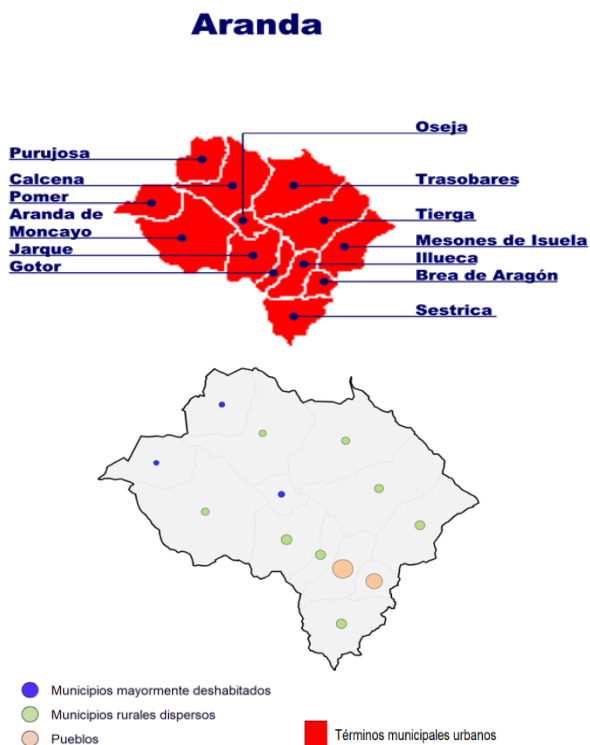 Aranda
Oseja
Purujosa
Calcena
Trasobares
Pomer
Aranda de
Moncayo
Tierga
Mesones de Isuela
Jarque
Illueca
Gotor
Brea de Aragón
Sestrica
Municipios mayormente deshabitados
Municipios rurales dispersos
Pueblos
Términos municipales urbanos